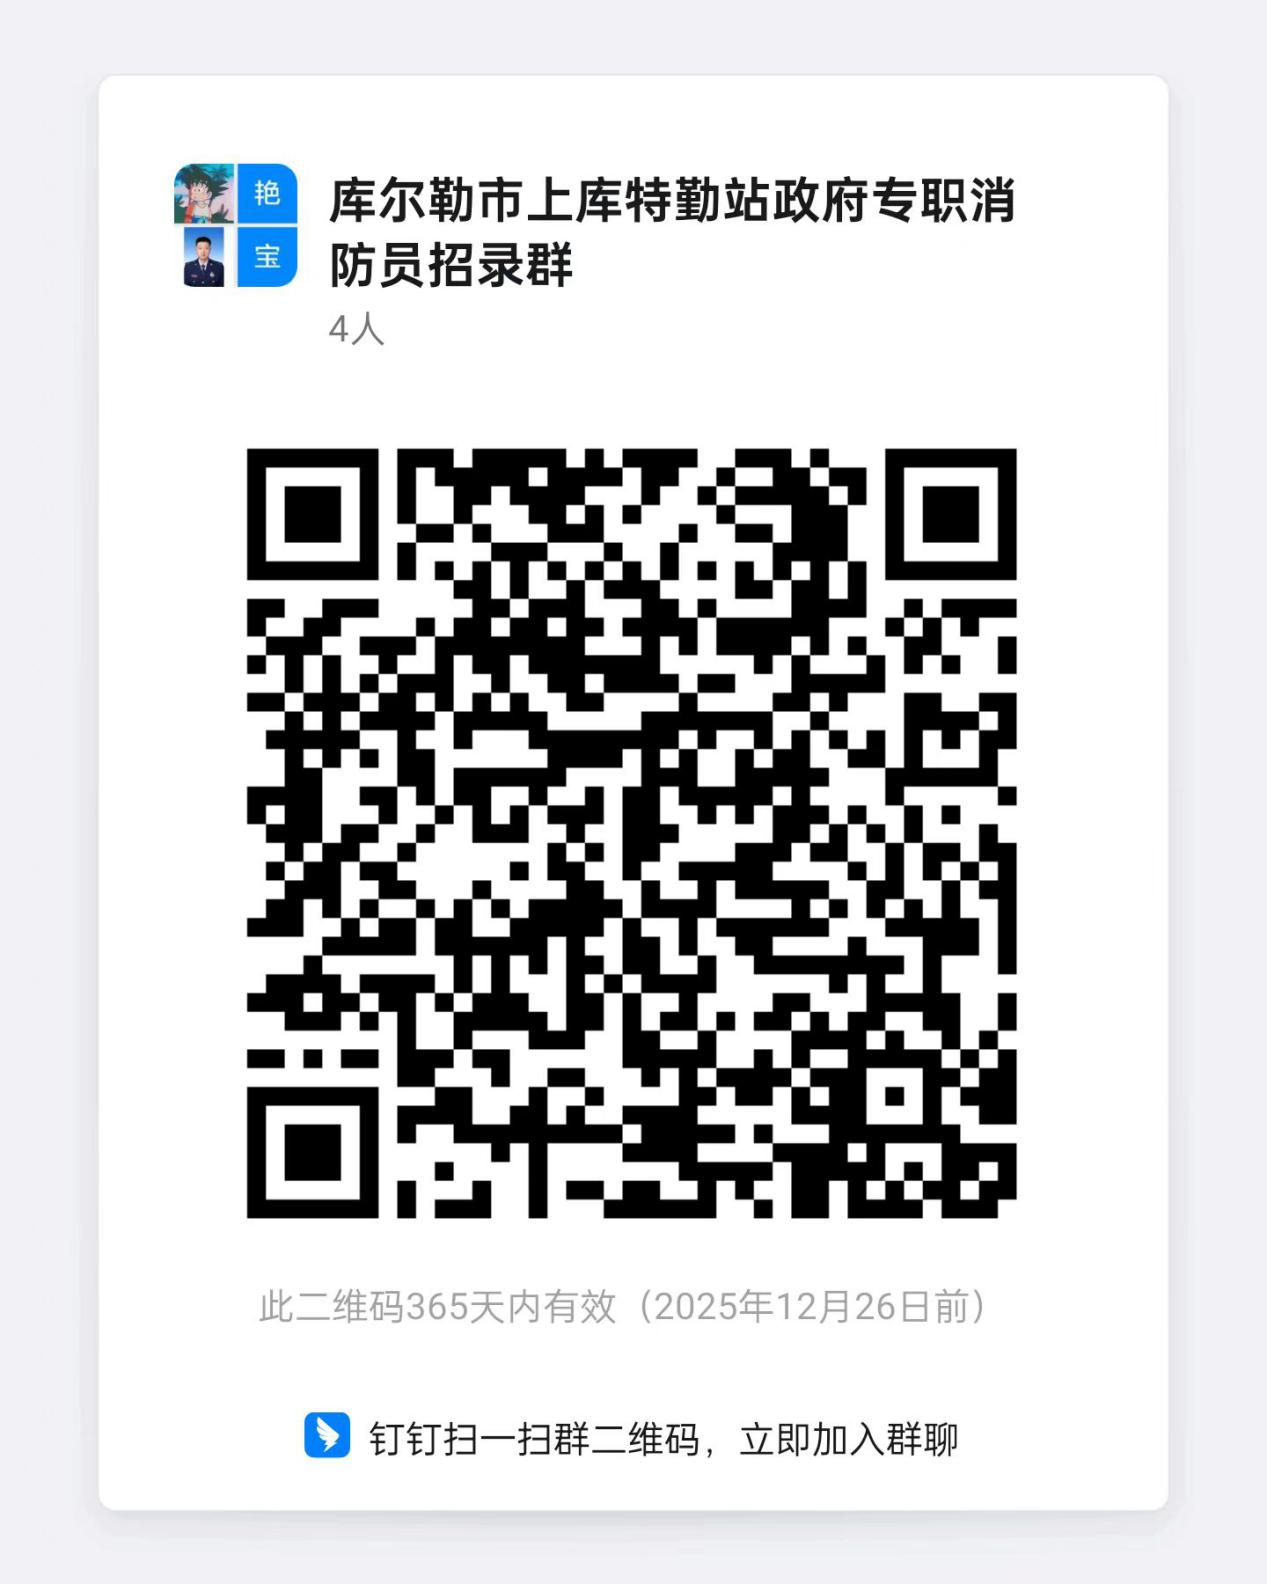 艳
宝
库尔勒市上库特勤站政府专职消
防员招录群
4人
此二维码365天内有效（2025年12月26日前）
钉钉扫一扫群二维码，立即加入群聊